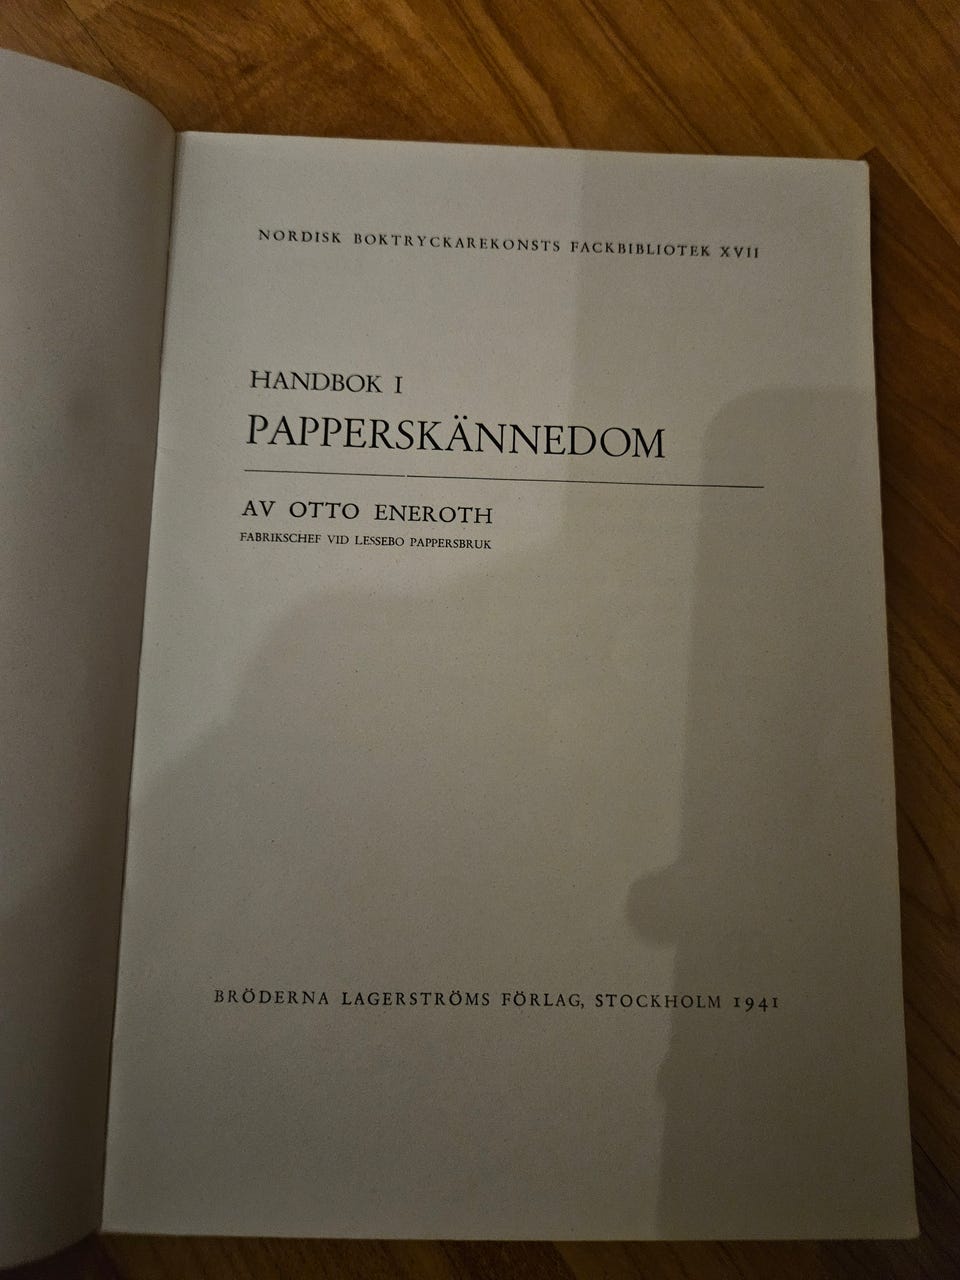 NORDISK BOKTRYCKAREKONSTS FACKBIBLIOTEK XVII
HANDBOK I
PAPPERSKÄNNEDOM
AV OTTO ENEROTH
FABRIKSCHEF VID LESSEBO PAPPERSBRUK
BRÖDERNA LAGERSTRÖMS FÖRLAG, STOCKHOLM 1941